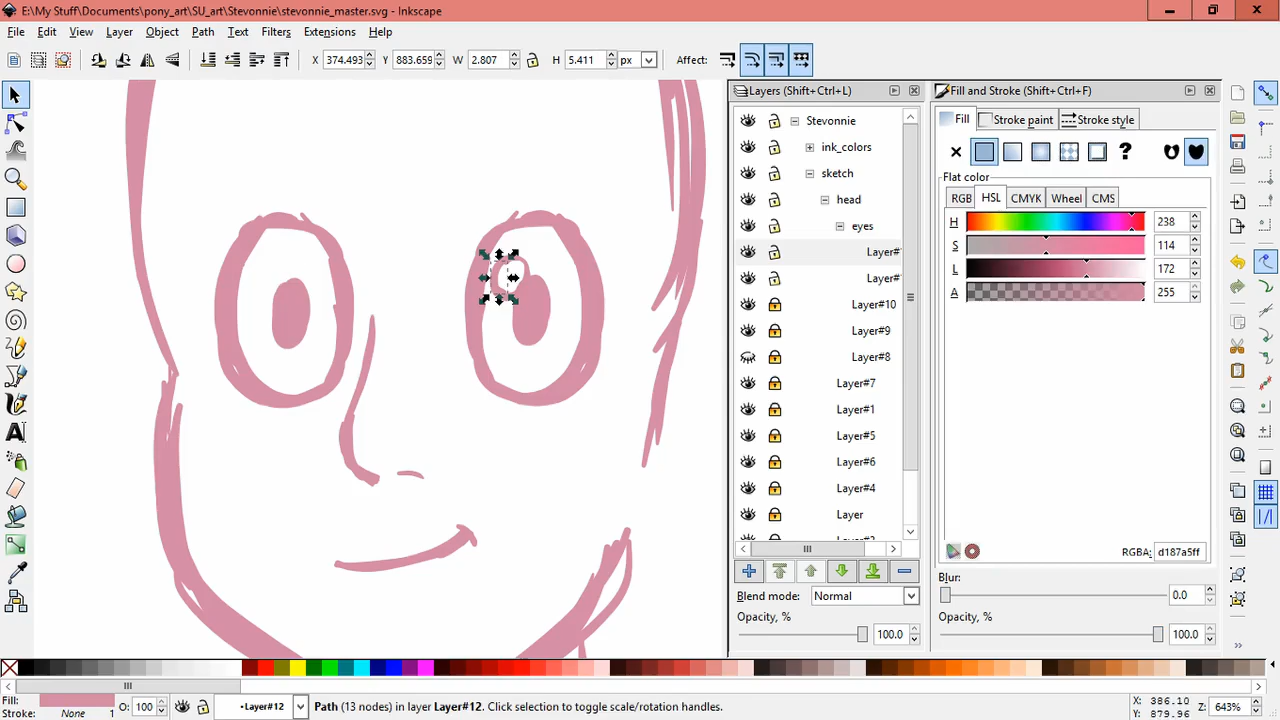 E:\My Stuff\Documents\pony_art\SU_art\Stevonnie\stevonnie_master.svg - Inkscape
File Edit View Layer Object Path Text Filters Extensions Help
X 374.493 Y 883.659 W 2.807 H 5.411 px Affect:
Layers (Shift+Ctrl+L)
Stevonnie
ink_colors
sketch
head
eyes
Layer#
Layer#
Layer#10
Layer#9
Layer#8
Layer#7
Layer#1
Layer#5
Layer#6
Layer#4
Layer
Blend mode: Normal
Opacity, %
100.0
Fill and Stroke (Shift+Ctrl+F)
Fill Stroke paint Stroke style
Flat color
RGB HSL CMYK Wheel CMS
H 238
S 114
L 172
A 255
RGBA: d187a5ff
Blur:
0.0
Opacity, %
100.0
Fill:
Stroke: None 1 O: 100 •Layer#12 Path (13 nodes) in layer Layer#12. Click selection to toggle scale/rotation handles.
X: 386.10
Y: 879.96
Z: 643%